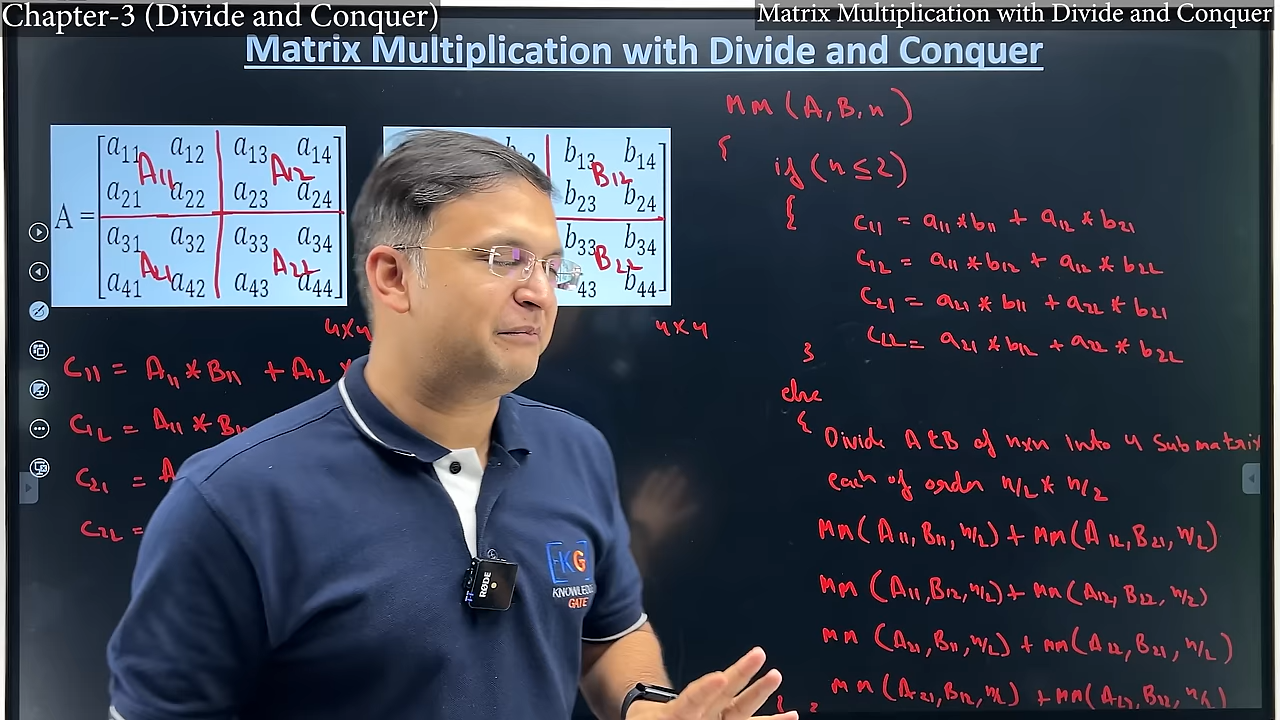 Chapter-3 (Divide and Conquer)
Matrix Multiplication with Divide and Conquer
Matrix Multiplication with Divide and Conquer
A =
a11 a12 a13 a14
a21 a22 a23 a24
a31 a32 a33 a34
a41 a42 a43 a44
A11 A12
A21 A22
4x4
b13 b14
b23 b24
b33 b34
43 b44
B12
B22
4x4
C11 = A11 * B11 + A12
C12 = A11 * B12
C21 = A
C22 =
MM (A, B, n)
{
if (n ≤ 2)
{
C11 = a11 * b11 + a12 * b21
C12 = a11 * b12 + a12 * b22
C21 = a21 * b11 + a22 * b21
C22 = a21 * b12 + a22 * b22
}
else
{
Divide A & B of nxn into 4 Submatrix
each of order n/2 * n/2
MM(A11, B11, n/2) + MM(A12, B21, n/2)
MM (A11, B12, n/2) + MM(A12, B22, n/2)
MM (A21, B11, n/2) + MM(A22, B21, n/2)
MM (A21, B12, n/2) + MM(A22, B22, n/2)
RODE
KG
KNOWLEDGE
GATE